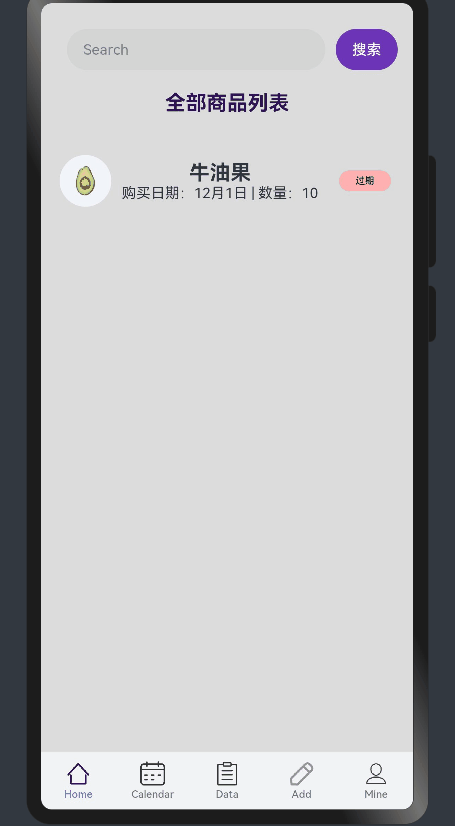 Search
搜索
全部商品列表
牛油果
购买日期：12月1日 | 数量：10
过期
Home
Calendar
Data
Add
Mine